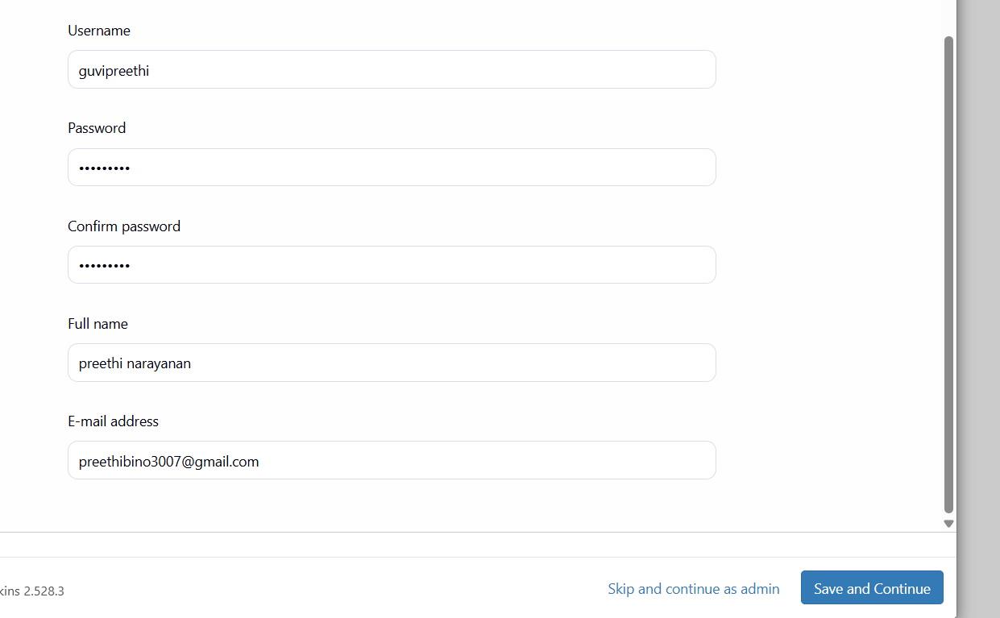 Username
guvipreethi
Password
•••••••••
Confirm password
•••••••••
Full name
preethi narayanan
E-mail address
preethibino3007@gmail.com
kins 2.528.3
Skip and continue as admin
Save and Continue